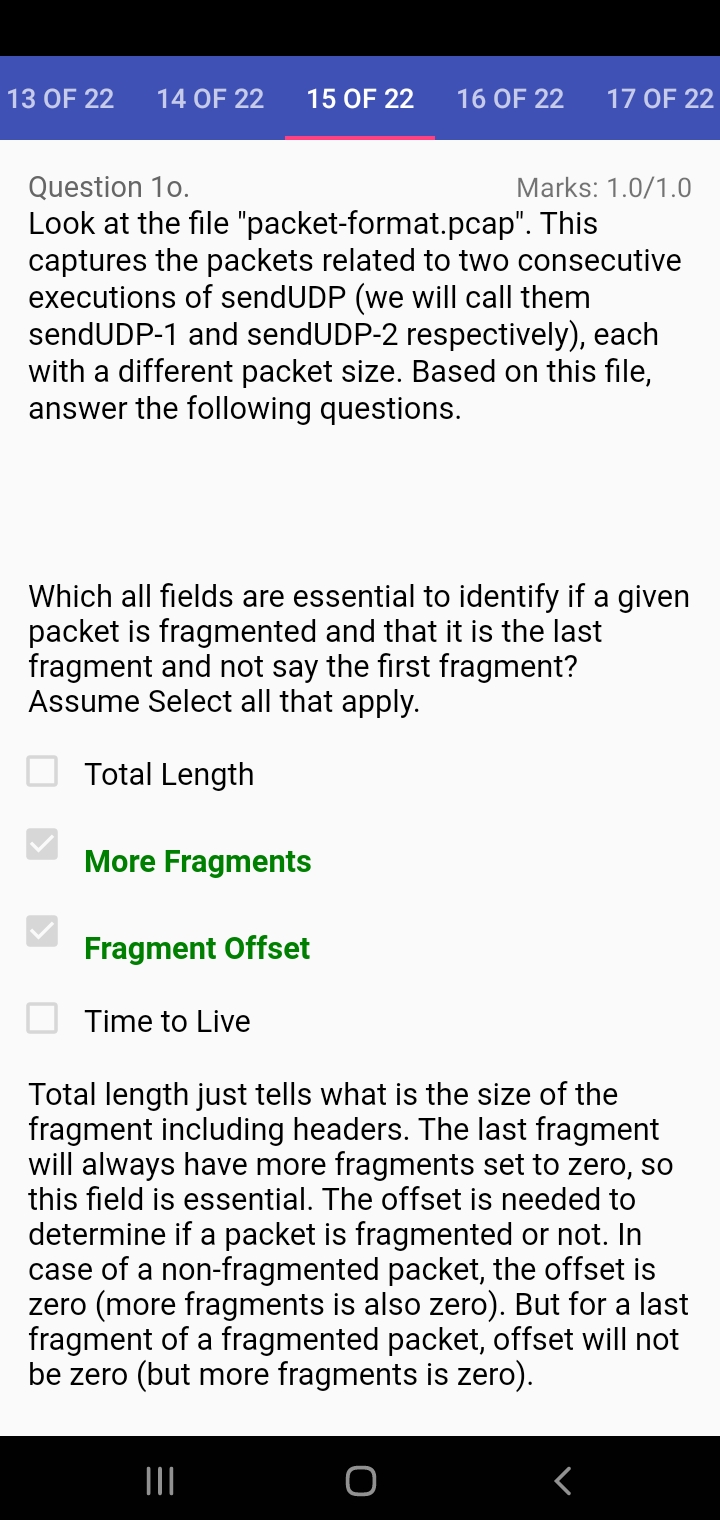 13 OF 22 14 OF 22 15 OF 22 16 OF 22 17 OF 22
Question 1o. Marks: 1.0/1.0
Look at the file "packet-format.pcap". This
captures the packets related to two consecutive
executions of sendUDP (we will call them
sendUDP-1 and sendUDP-2 respectively), each
with a different packet size. Based on this file,
answer the following questions.
Which all fields are essential to identify if a given
packet is fragmented and that it is the last
fragment and not say the first fragment?
Assume Select all that apply.
Total Length
More Fragments
Fragment Offset
Time to Live
Total length just tells what is the size of the
fragment including headers. The last fragment
will always have more fragments set to zero, so
this field is essential. The offset is needed to
determine if a packet is fragmented or not. In
case of a non-fragmented packet, the offset is
zero (more fragments is also zero). But for a last
fragment of a fragmented packet, offset will not
be zero (but more fragments is zero).